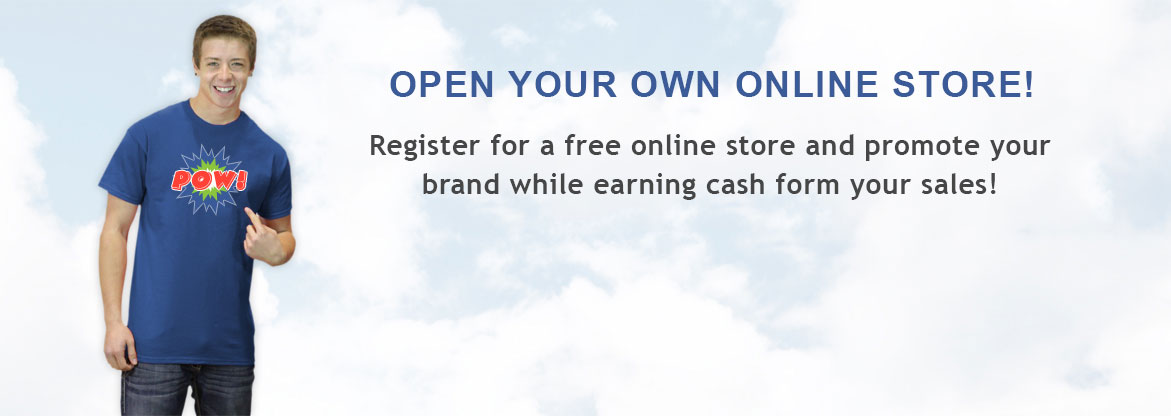 OPEN YOUR OWN ONLINE STORE!
Register for a free online store and promote your
brand while earning cash form your sales!
POW!